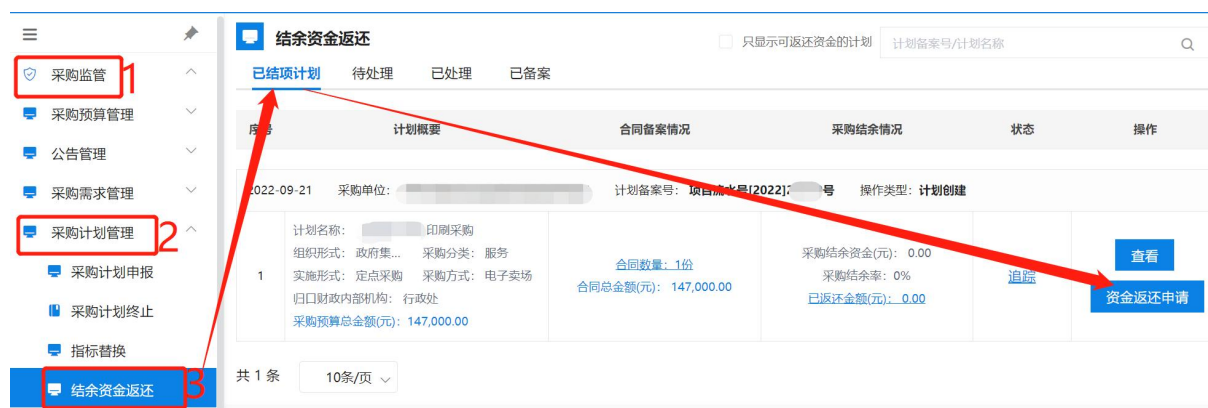 结余资金返还
只显示可返还资金的计划
计划备案号/计划名称
采购监管
1
采购预算管理
公告管理
采购需求管理
采购计划管理
2
采购计划申报
采购计划终止
指标替换
结余资金返还
3
已结项计划 待处理 已处理 已备案
序号 计划概要 合同备案情况 采购结余情况 状态 操作
2022-09-21 采购单位: 计划备案号: 项目流水号[2022]2 号 操作类型: 计划创建
1
计划名称: 印刷采购
组织形式: 政府集... 采购分类: 服务
实施形式: 定点采购 采购方式: 电子卖场
归口财政内部机构: 行政处
采购预算总金额(元): 147,000.00
合同数量: 1份
合同总金额(元): 147,000.00
采购结余资金(元): 0.00
采购结余率: 0%
已返还金额(元): 0.00
追踪
查看
资金返还申请
共 1 条 10条/页